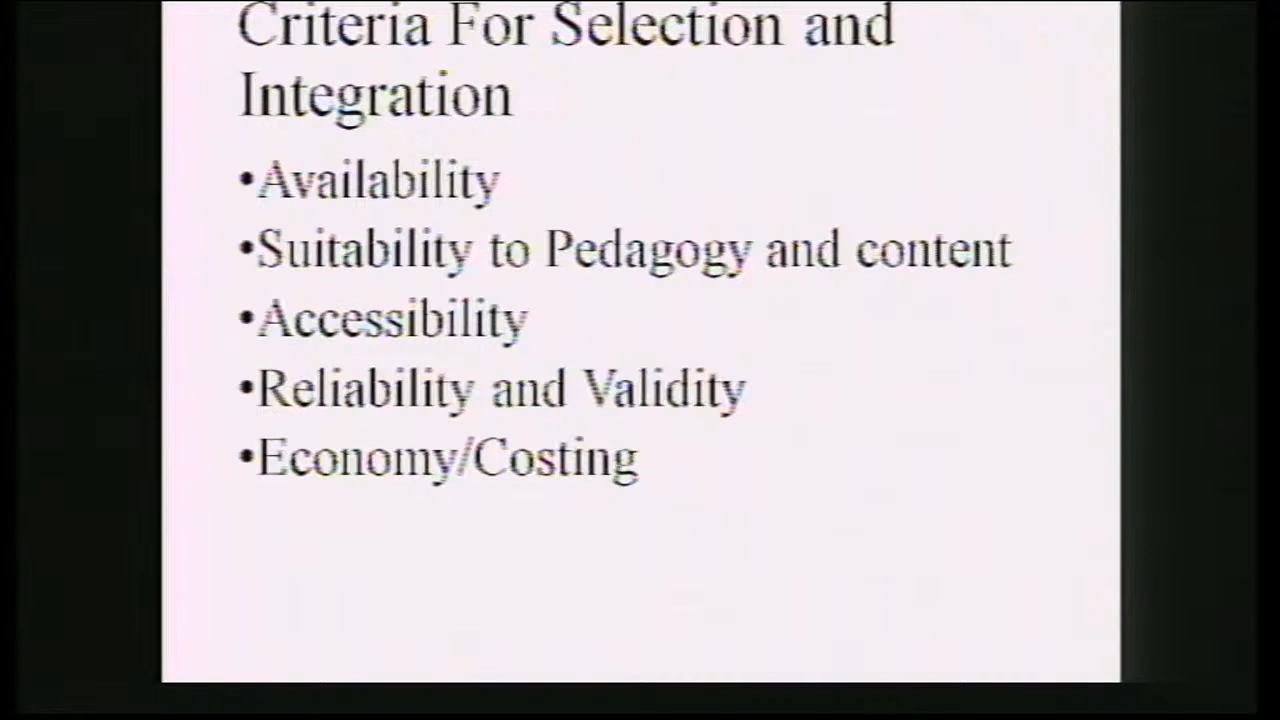 Criteria For Selection and
Integration
•Availability
•Suitability to Pedagogy and content
•Accessibility
•Reliability and Validity
•Economy/Costing